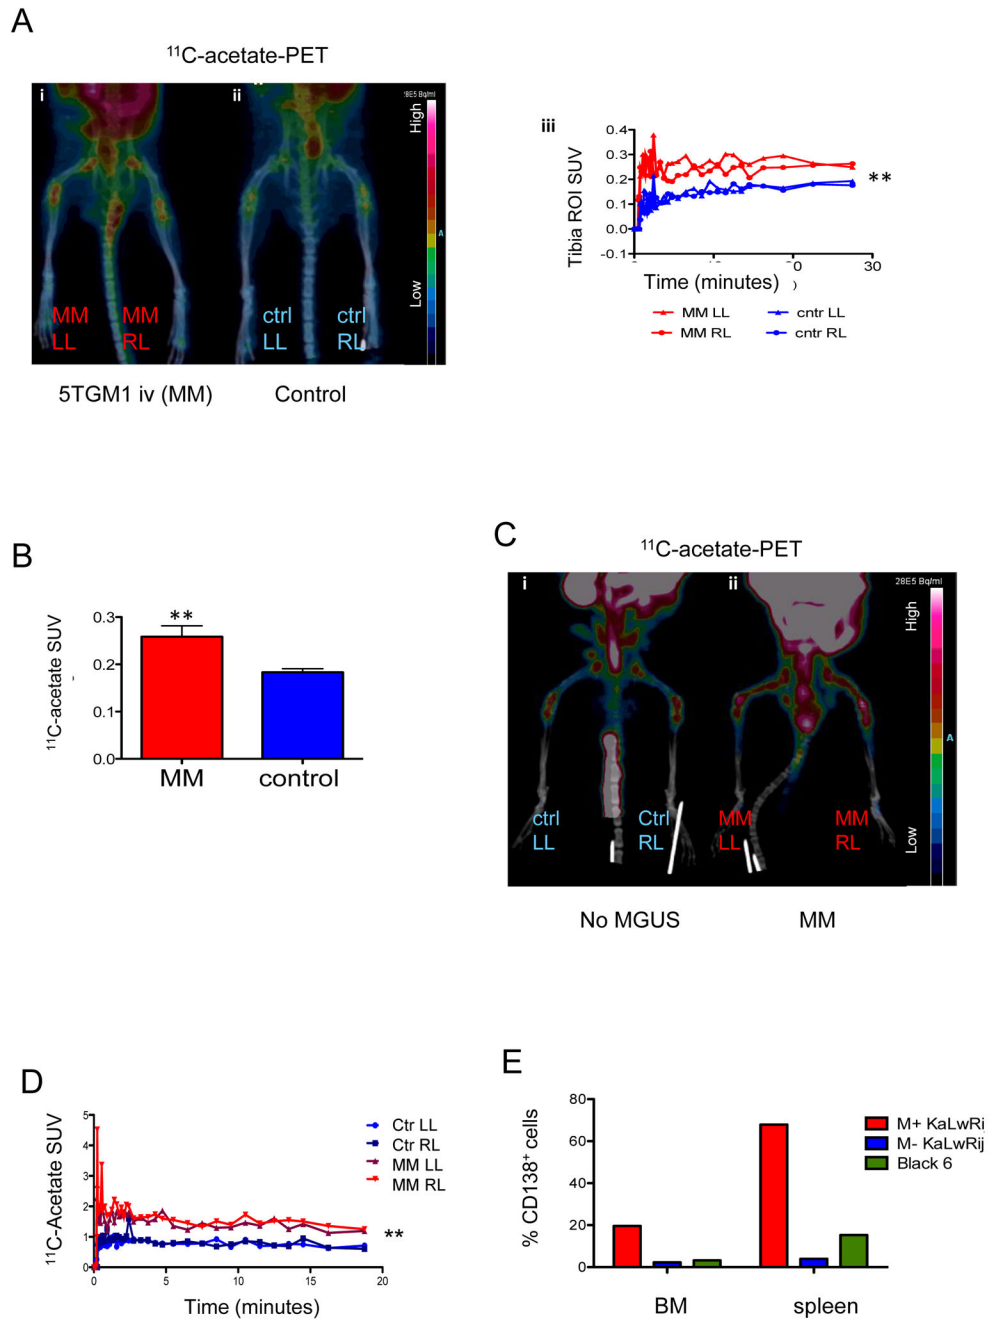 A
¹¹C-acetate-PET
i
ii
28E5 Bq/ml
High
Low
A
MM
LL
MM
RL
ctrl
LL
ctrl
RL
5TGM1 iv (MM)
Control
iii
Tibia ROI SUV
0.4
0.3
0.2
0.1
0.0
-0.1
30
**
Time (minutes)
MM LL
MM RL
cntr LL
cntr RL
B
¹¹C-acetate SUV
0.3
0.2
0.1
0.0
**
MM
control
C
¹¹C-acetate-PET
i
ii
28E5 Bq/ml
High
Low
A
ctrl
LL
Ctrl
RL
MM
LL
MM
RL
No MGUS
MM
D
¹¹C-Acetate SUV
5
4
3
2
1
0
0
5
10
15
20
Time (minutes)
Ctr LL
Ctr RL
MM LL
MM RL
**
E
% CD138⁺ cells
80
60
40
20
0
BM
spleen
M+ KaLwRij
M- KaLwRij
Black 6